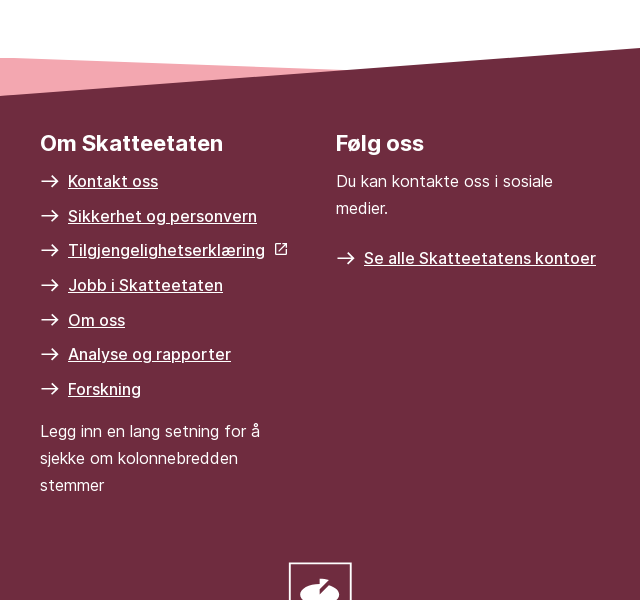 Om Skatteetaten
Kontakt oss
Sikkerhet og personvern
Tilgjengelighetserklæring
Jobb i Skatteetaten
Om oss
Analyse og rapporter
Forskning
Legg inn en lang setning for å
sjekke om kolonnebredden
stemmer
Følg oss
Du kan kontakte oss i sosiale
medier.
Se alle Skatteetatens kontoer